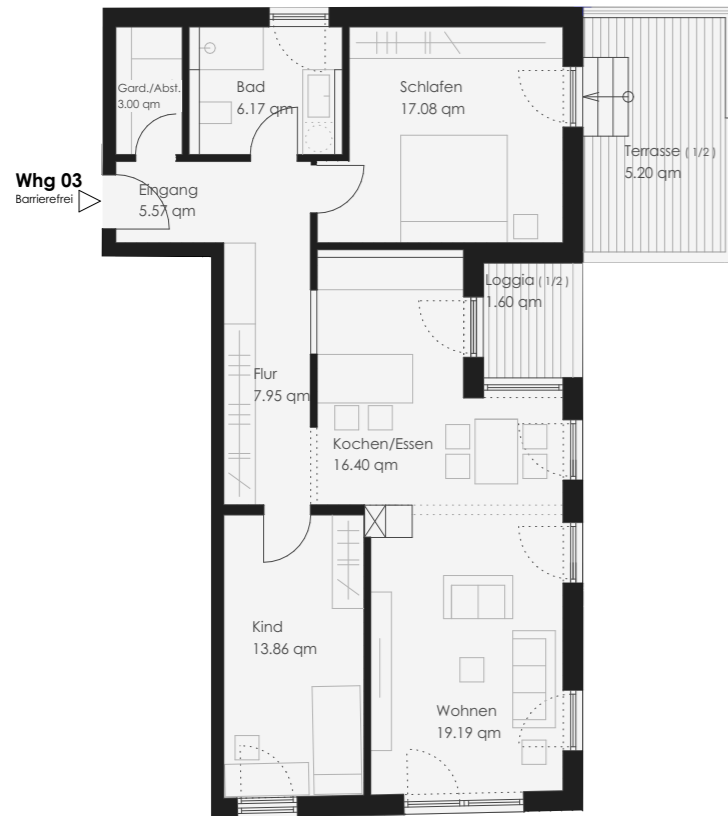 Gard./Abst.
3.00 qm
Bad
6.17 qm
Schlafen
17.08 qm
Terrasse ( 1/2 )
5.20 qm
Whg 03
Barrierefrei
Eingang
5.57 qm
Loggia ( 1/2 )
1.60 qm
Flur
7.95 qm
Kochen/Essen
16.40 qm
Kind
13.86 qm
Wohnen
19.19 qm